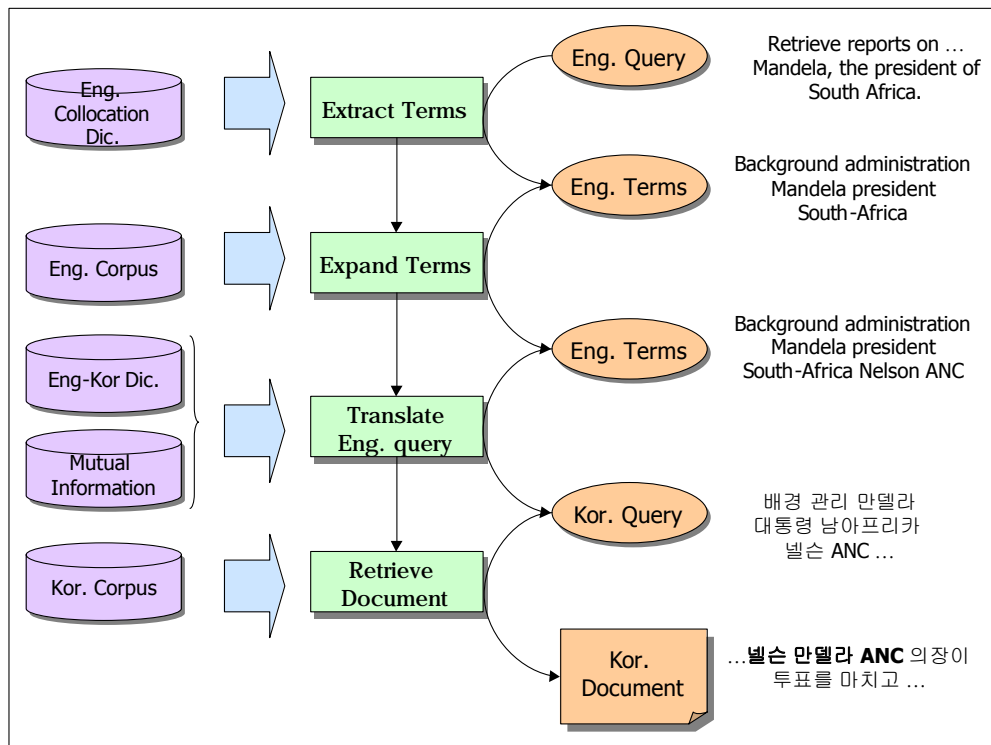 Eng.
Collocation
Dic.
Extract Terms
Eng. Query
Retrieve reports on …
Mandela, the president of
South Africa.
Eng. Terms
Background administration
Mandela president
South-Africa
Eng. Corpus
Expand Terms
Eng. Terms
Background administration
Mandela president
South-Africa Nelson ANC
Eng-Kor Dic.
Mutual
Information
Translate
Eng. query
Kor. Query
배경 관리 만델라
대통령 남아프리카
넬슨 ANC …
Kor. Corpus
Retrieve
Document
Kor.
Document
…넬슨 만델라 ANC 의장이
투표를 마치고 …